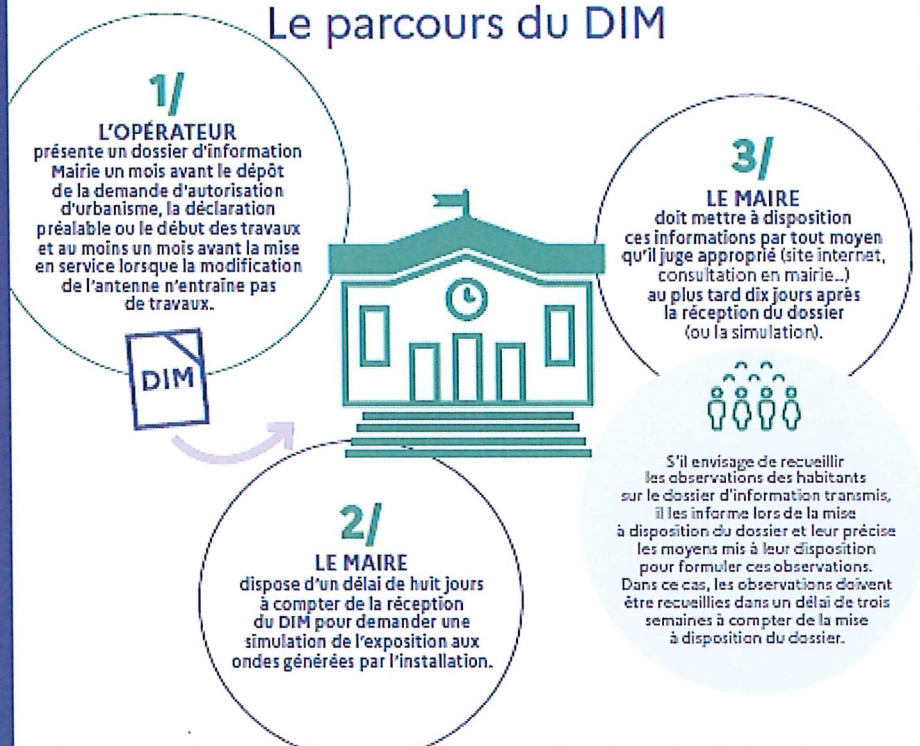 Le parcours du DIM
1/
L'OPÉRATEUR
présente un dossier d'information
Mairie un mois avant le dépôt
de la demande d'autorisation
d'urbanisme, la déclaration
préalable ou le début des travaux
et au moins un mois avant la mise
en service lorsque la modification
de l'antenne n'entraîne pas
de travaux.
DIM
2/
LE MAIRE
dispose d'un délai de huit jours
à compter de la réception
du DIM pour demander une
simulation de l'exposition aux
ondes générées par l'installation.
3/
LE MAIRE
doit mettre à disposition
ces informations par tout moyen
qu'il juge approprié (site internet,
consultation en mairie...)
au plus tard dix jours après
la réception du dossier
(ou la simulation).
S'il envisage de recueillir
les observations des habitants
sur le dossier d'information transmis,
il les informe lors de la mise
à disposition du dossier et leur précise
les moyens mis à leur disposition
pour formuler ces observations.
Dans ce cas, les observations doivent
être recueillies dans un délai de trois
semaines à compter de la mise
à disposition du dossier.